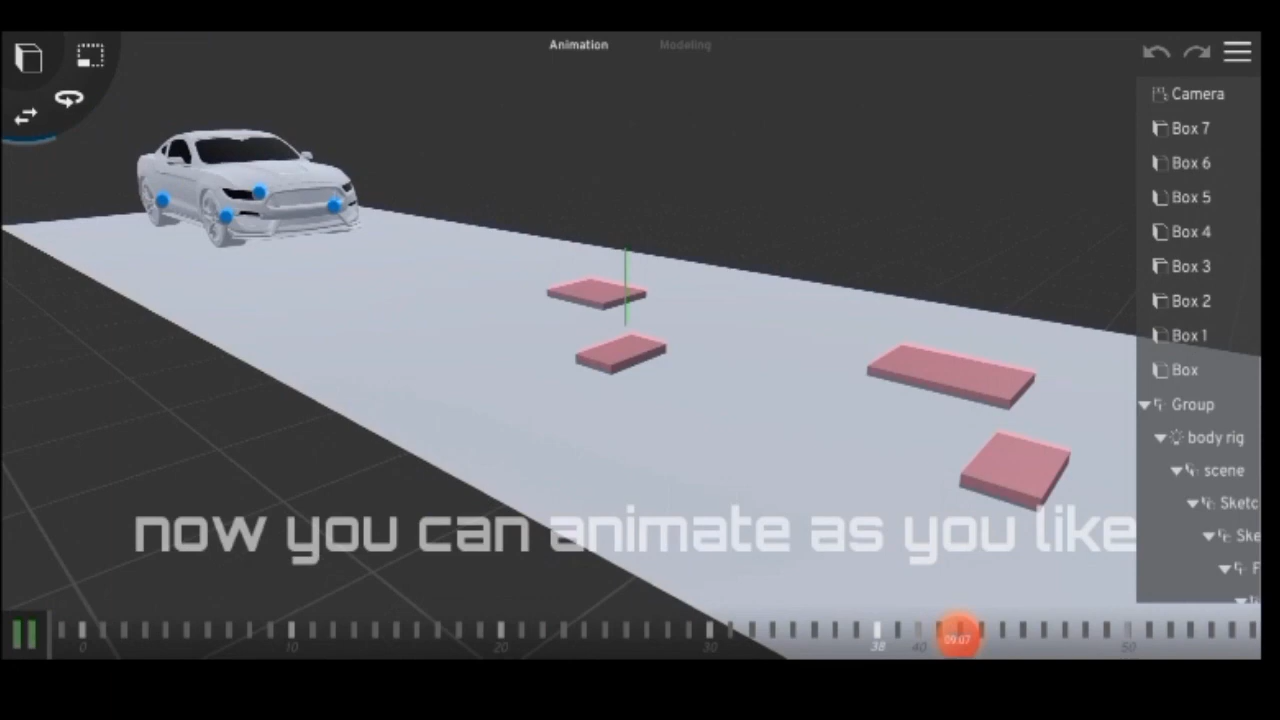 Animation Modeling
Camera
Box 7
Box 6
Box 5
Box 4
Box 3
Box 2
Box 1
Box
Group
body rig
scene
Sketc
Ske
F
now you can animate as you like
09:07
0 10 20 30 38 40 50